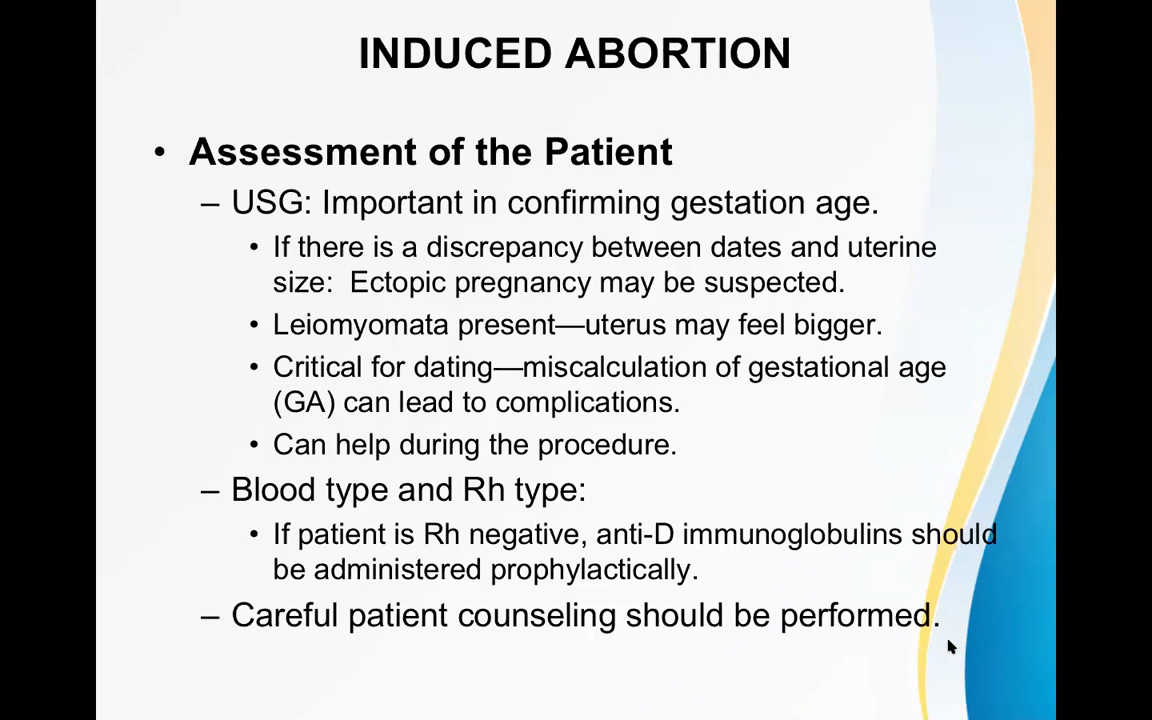 INDUCED ABORTION
• Assessment of the Patient
– USG: Important in confirming gestation age.
• If there is a discrepancy between dates and uterine
size:  Ectopic pregnancy may be suspected.
• Leiomyomata present—uterus may feel bigger.
• Critical for dating—miscalculation of gestational age
(GA) can lead to complications.
• Can help during the procedure.
– Blood type and Rh type:
• If patient is Rh negative, anti-D immunoglobulins should
be administered prophylactically.
– Careful patient counseling should be performed.